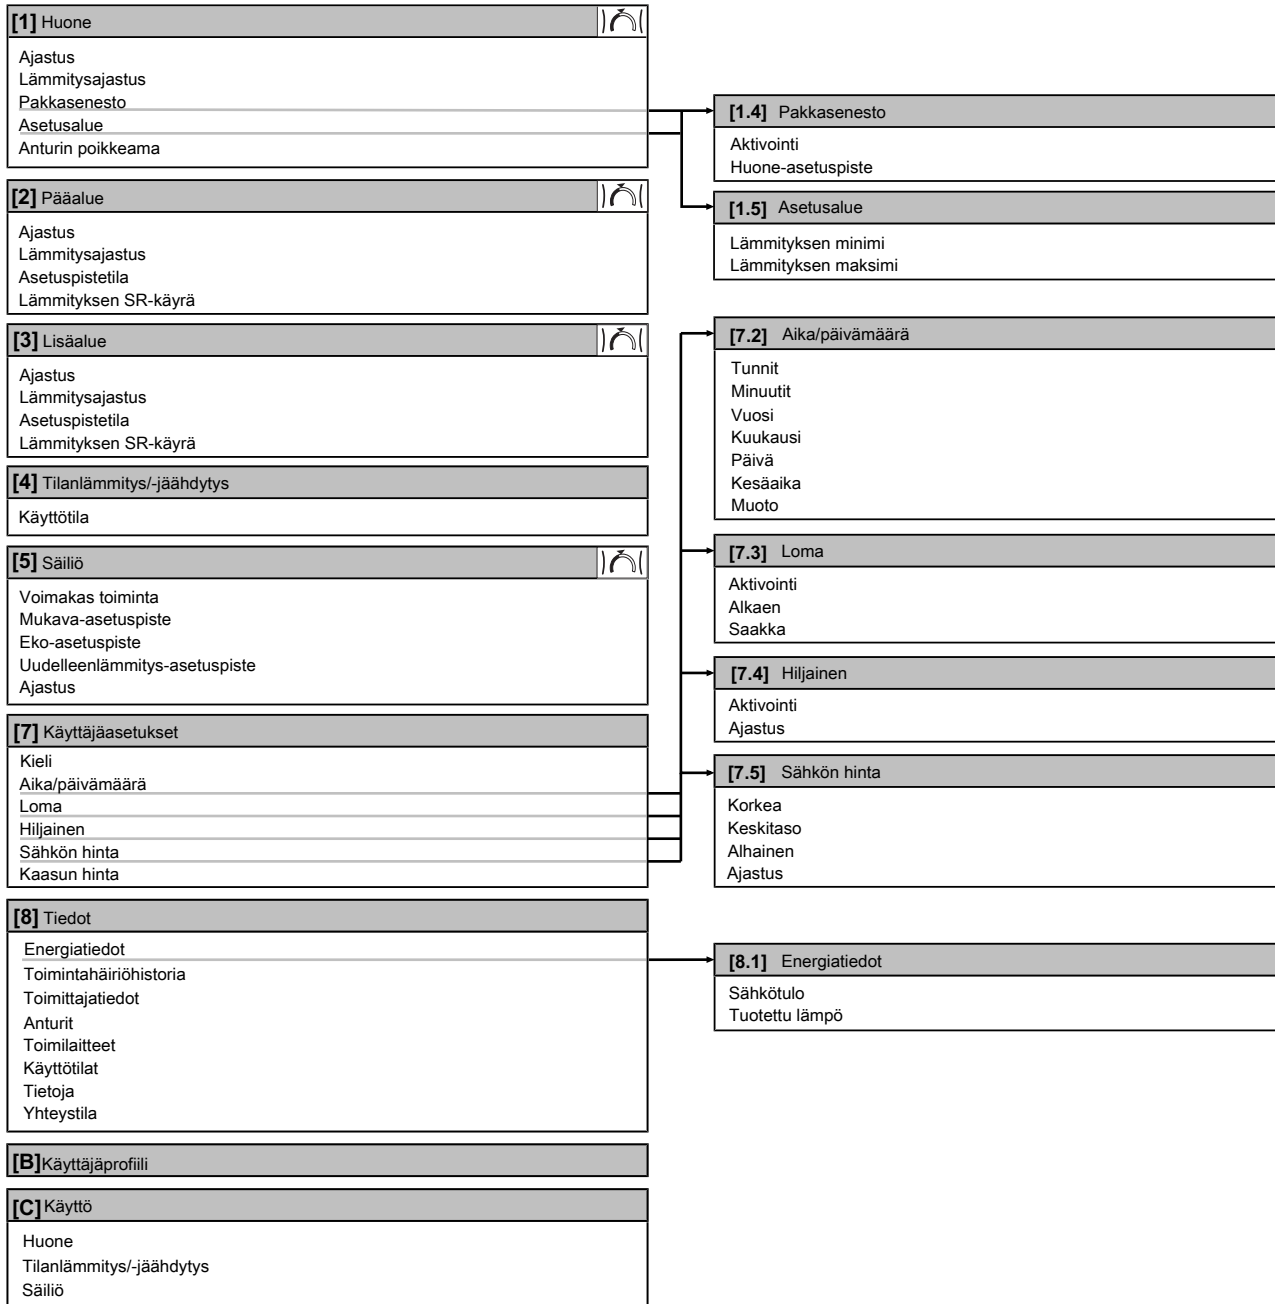 [1] Huone
Ajastus
Lämmitysajastus
Pakkasenesto
Asetusalue
Anturin poikkeama
[1.4] Pakkasenesto
Aktivointi
Huone-asetuspiste
[1.5] Asetusalue
Lämmityksen minimi
Lämmityksen maksimi
[2] Pääalue
Ajastus
Lämmitysajastus
Asetuspistetila
Lämmityksen SR-käyrä
[3] Lisäalue
Ajastus
Lämmitysajastus
Asetuspistetila
Lämmityksen SR-käyrä
[4] Tilanlämmitys/-jäähdytys
Käyttötila
[5] Säiliö
Voimakas toiminta
Mukava-asetuspiste
Eko-asetuspiste
Uudelleenlämmitys-asetuspiste
Ajastus
[7] Käyttäjäasetukset
Kieli
Aika/päivämäärä
Loma
Hiljainen
Sähkön hinta
Kaasun hinta
[7.2] Aika/päivämäärä
Tunnit
Minuutit
Vuosi
Kuukausi
Päivä
Kesäaika
Muoto
[7.3] Loma
Aktivointi
Alkaen
Saakka
[7.4] Hiljainen
Aktivointi
Ajastus
[7.5] Sähkön hinta
Korkea
Keskitaso
Alhainen
Ajastus
[8] Tiedot
Energiatiedot
Toimintahäiriöhistoria
Toimittajatiedot
Anturit
Toimilaitteet
Käyttötilat
Tietoja
Yhteystila
[8.1] Energiatiedot
Sähkötulo
Tuotettu lämpö
[B]Käyttäjäprofiili
[C]Käyttö
Huone
Tilanlämmitys/-jäähdytys
Säiliö